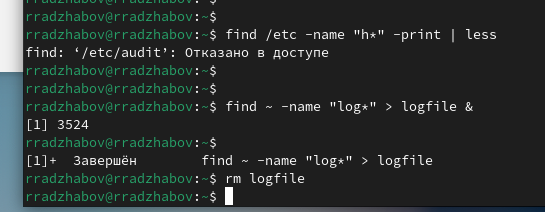 rradzhabov@rradzhabov:~$
rradzhabov@rradzhabov:~$
rradzhabov@rradzhabov:~$ find /etc -name "h*" -print | less
find: ‘/etc/audit’: Отказано в доступе
rradzhabov@rradzhabov:~$
rradzhabov@rradzhabov:~$
rradzhabov@rradzhabov:~$ find ~ -name "log*" > logfile &
[1] 3524
rradzhabov@rradzhabov:~$
[1]+  Завершён        find ~ -name "log*" > logfile
rradzhabov@rradzhabov:~$ rm logfile
rradzhabov@rradzhabov:~$